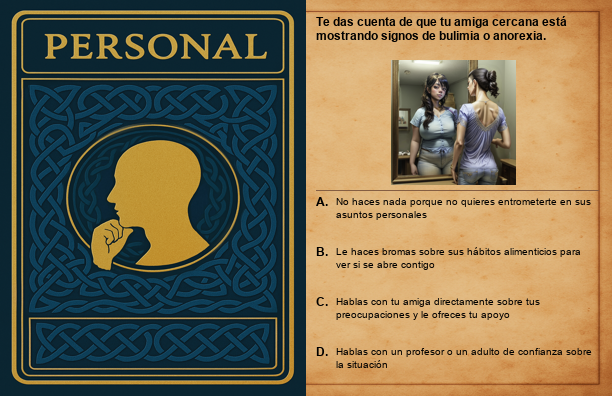 PERSONAL
Te das cuenta de que tu amiga cercana está
mostrando signos de bulimia o anorexia.
A. No haces nada porque no quieres entrometerte en sus
asuntos personales
B. Le haces bromas sobre sus hábitos alimenticios para
ver si se abre contigo
C. Hablas con tu amiga directamente sobre tus
preocupaciones y le ofreces tu apoyo
D. Hablas con un profesor o un adulto de confianza sobre
la situación